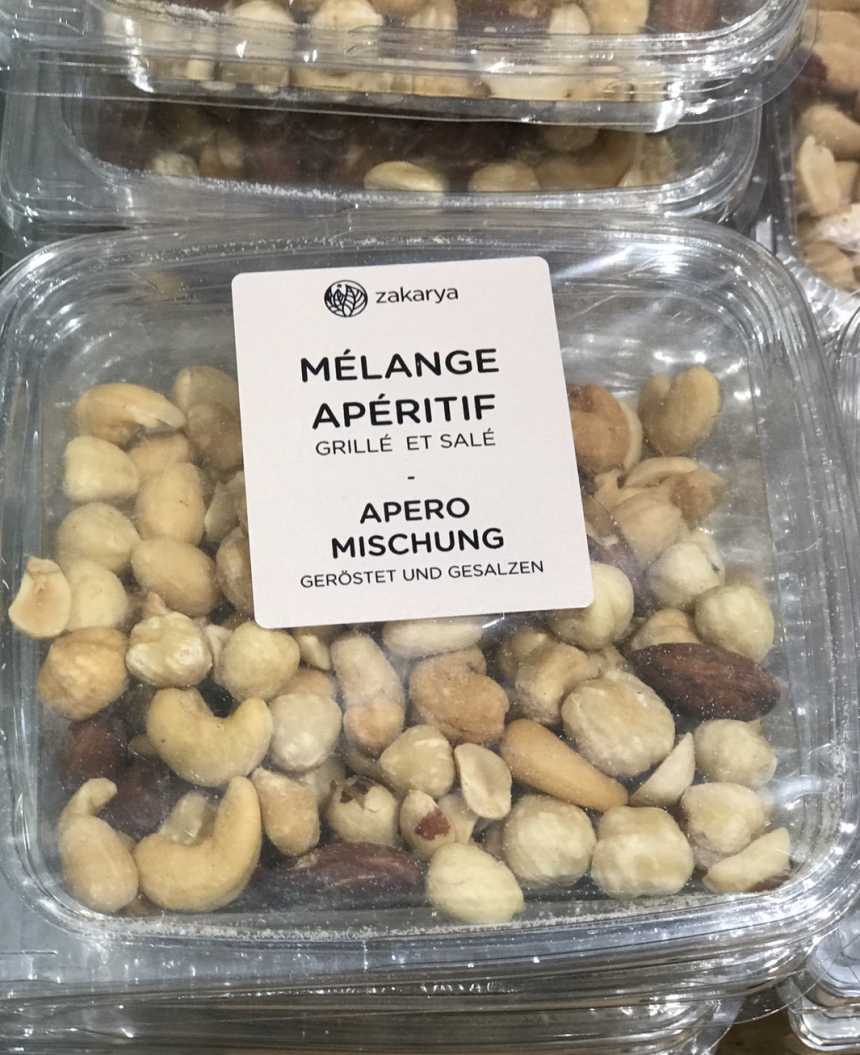 zakarya
MÉLANGE
APÉRITIF
GRILLÉ ET SALÉ
-
APERO
MISCHUNG
GERÖSTET UND GESALZEN